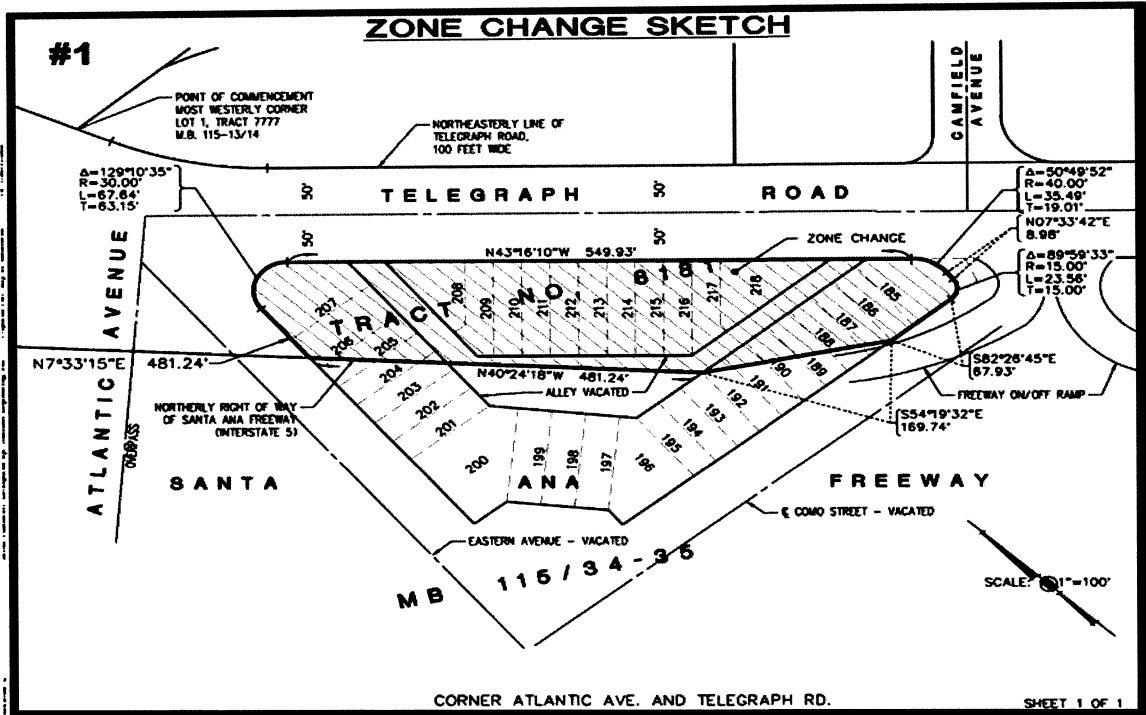 ZONE CHANGE SKETCH
#1
POINT OF COMMENCEMENT
MOST WESTERLY CORNER
LOT 1, TRACT 7777
M.B. 115-13/14
NORTHEASTERLY LINE OF
TELEGRAPH ROAD,
100 FEET WIDE
CAMFIELD
AVENUE
Δ=129°10'35"
R=30.00'
L=67.64'
T=63.15'
50'
TELEGRAPH
50'
ROAD
Δ=50°49'52"
R=40.00'
L=35.49'
T=19.01'
N07°33'42"E
8.98'
50'
50'
N43°16'10"W 549.93'
ZONE CHANGE
Δ=89°59'33"
R=15.00'
L=23.56'
T=15.00'
TRACT NO 8181
207
208
209
210
211
212
213
214
215
216
217
218
185
186
187
188
189
190
191
192
193
194
195
196
197
198
199
200
201
202
203
204
205
206
ATLANTIC AVENUE
OVERPASS
N7°33'15"E 481.24'
N40°24'18"W 481.24'
ALLEY VACATED
S82°26'45"E
67.93'
FREEWAY ON/OFF RAMP
S54°19'32"E
169.74'
NORTHERLY RIGHT OF WAY
OF SANTA ANA FREEWAY
(INTERSTATE 5)
SANTA
ANA
FREEWAY
℄ COMO STREET - VACATED
EASTERN AVENUE - VACATED
MB 115/34-35
SCALE: 1"=100'
CORNER ATLANTIC AVE. AND TELEGRAPH RD.
SHEET 1 OF 1